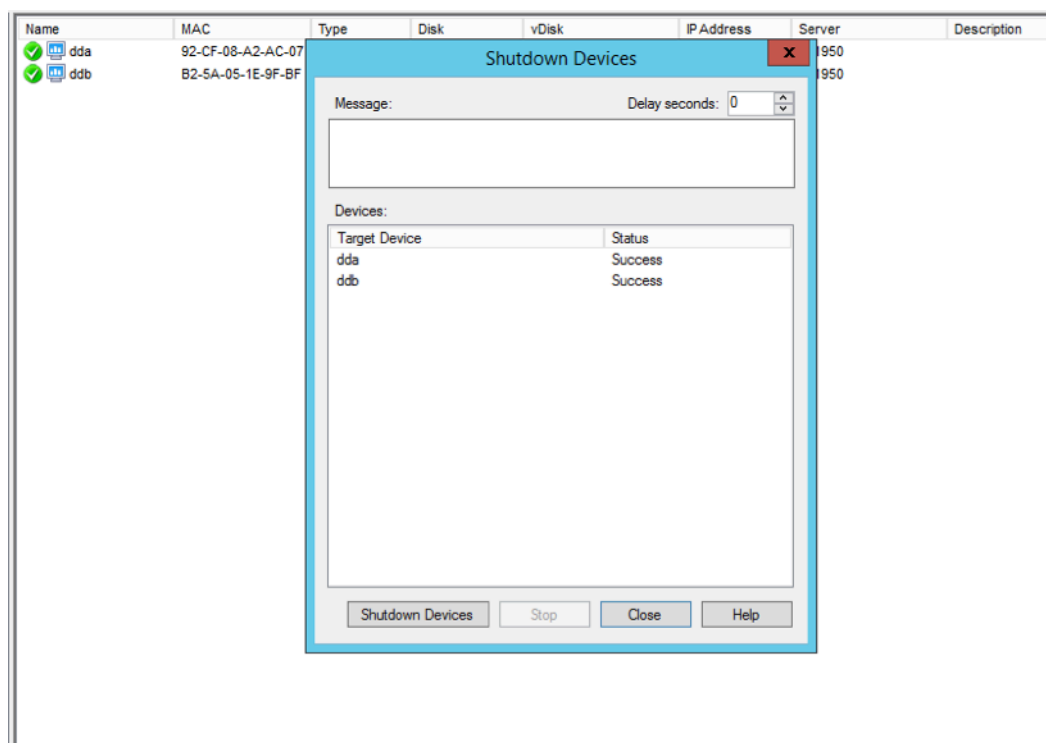 Name MAC Type Disk vDisk IP Address Server Description
dda 92-CF-08-A2-AC-07 1950
ddb B2-5A-05-1E-9F-BF 1950
Shutdown Devices x
Message: Delay seconds: 0
Devices:
Target Device Status
dda Success
ddb Success
Shutdown Devices Stop Close Help